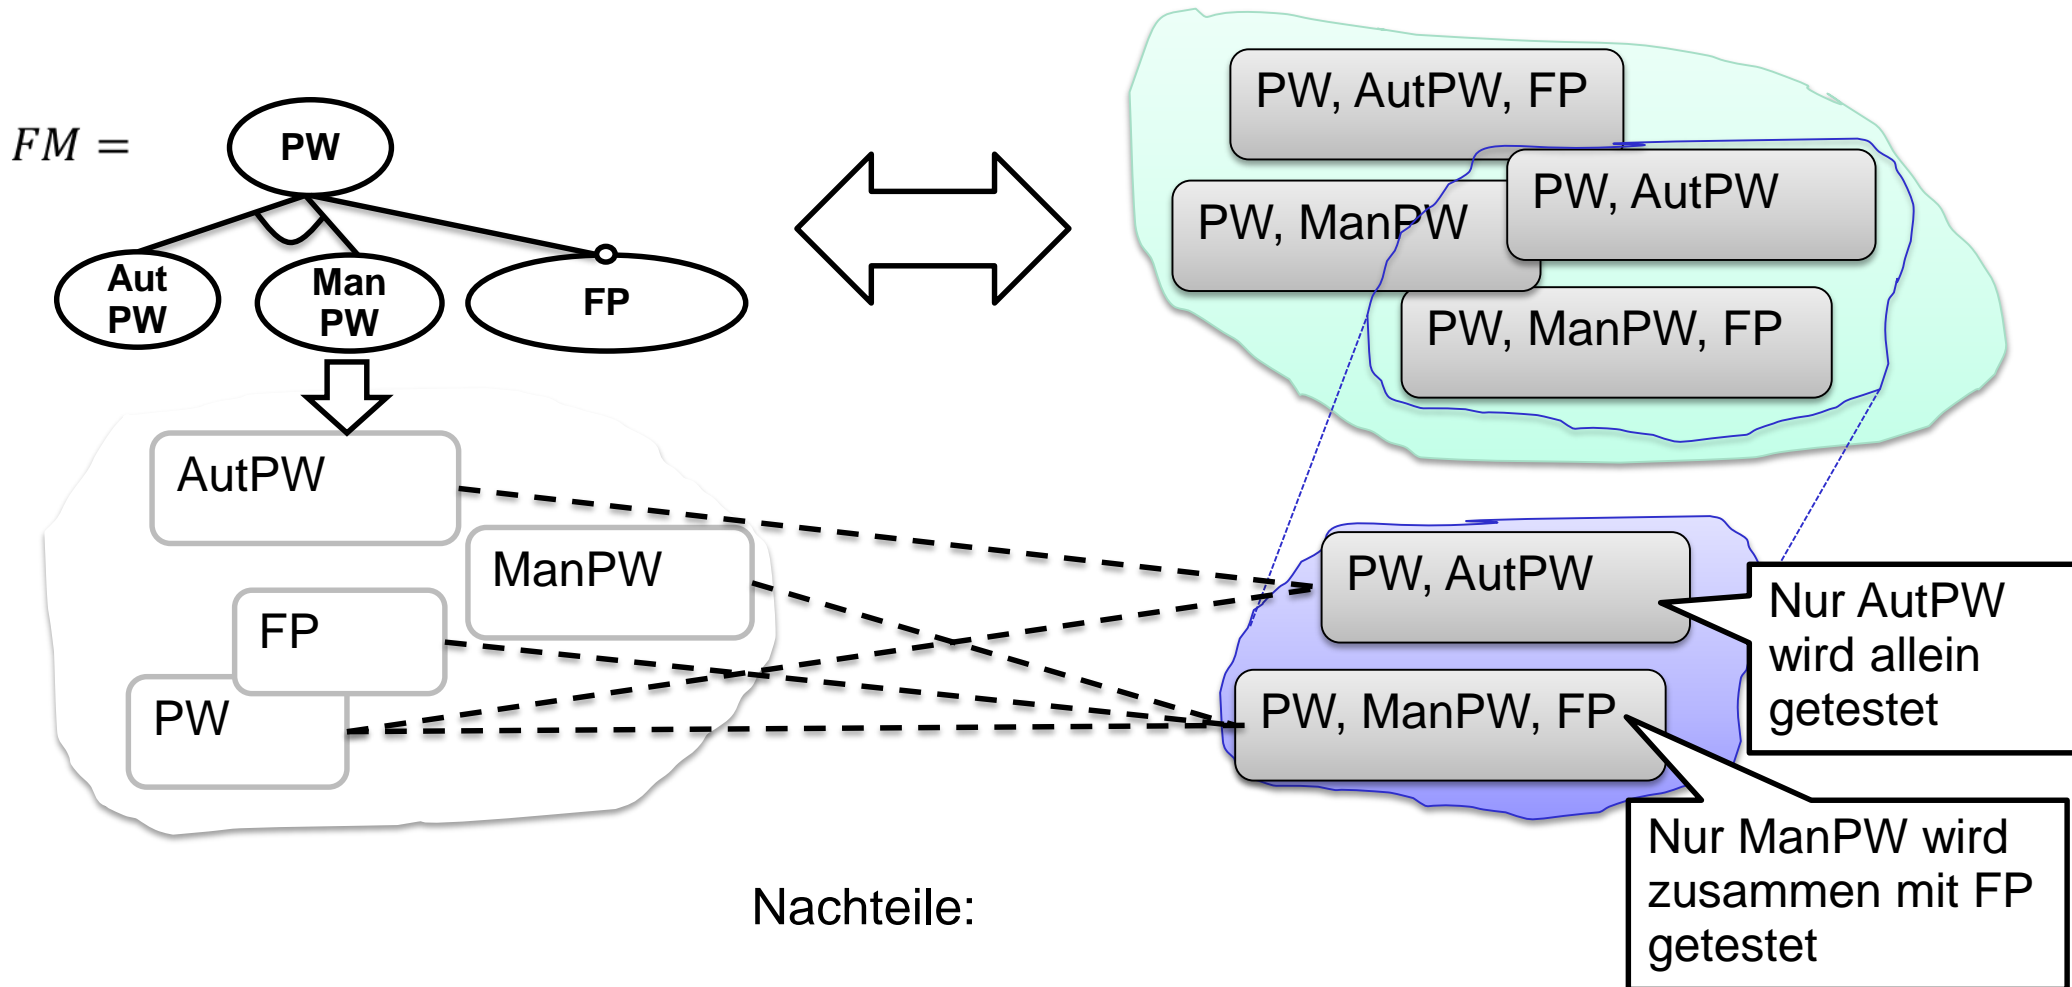 FM =
PW
Aut
PW
Man
PW
FP
PW, AutPW, FP
PW, AutPW
PW, ManPW
PW, ManPW, FP
AutPW
ManPW
FP
PW
PW, AutPW
PW, ManPW, FP
Nur AutPW
wird allein
getestet
Nur ManPW wird
zusammen mit FP
getestet
Nachteile: